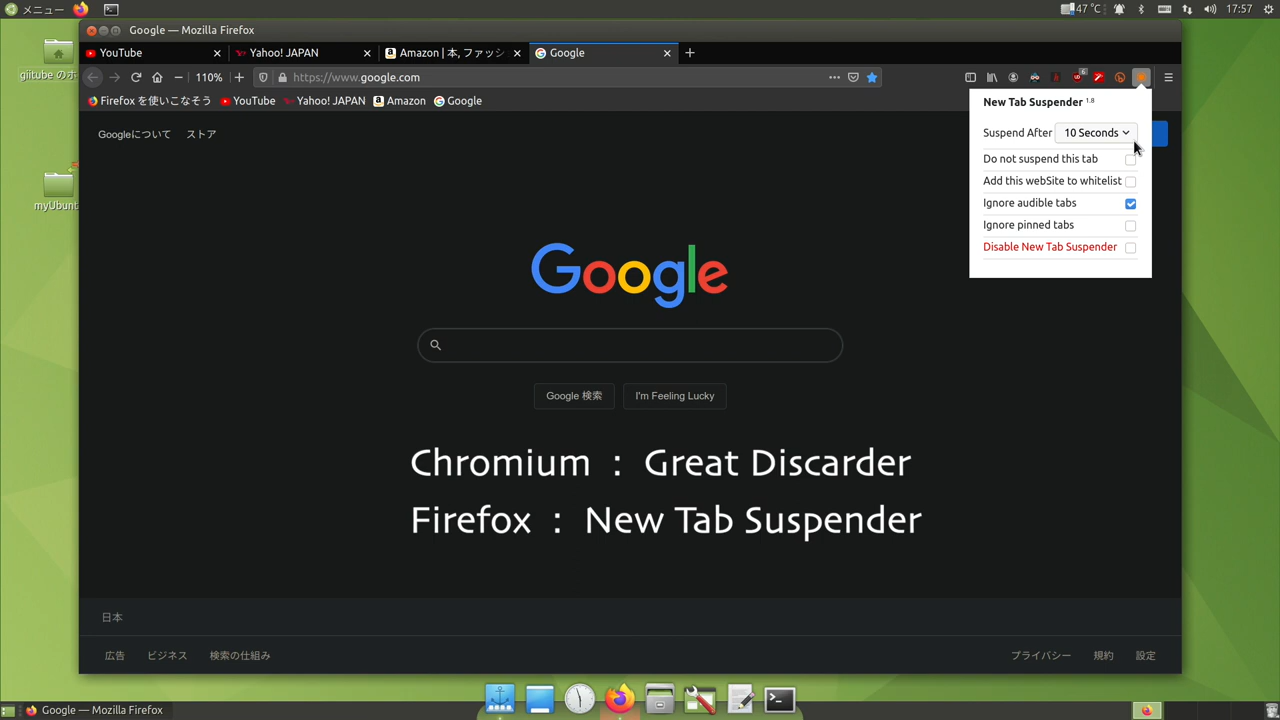 メニュー
47 ℃
17:57
giitube のホ
myUbunt
Google — Mozilla Firefox
YouTube
Yahoo! JAPAN
Amazon | 本, ファッシ
Google
110%
https://www.google.com
6
Firefox を使いこなそう
YouTube
Yahoo! JAPAN
Amazon
Google
New Tab Suspender 1.8
Suspend After 10 Seconds
Do not suspend this tab
Add this webSite to whitelist
Ignore audible tabs
Ignore pinned tabs
Disable New Tab Suspender
Googleについて ストア
Google
Google 検索
I'm Feeling Lucky
Chromium : Great Discarder
Firefox : New Tab Suspender
日本
広告 ビジネス 検索の仕組み
プライバシー 規約 設定
Google — Mozilla Firefox